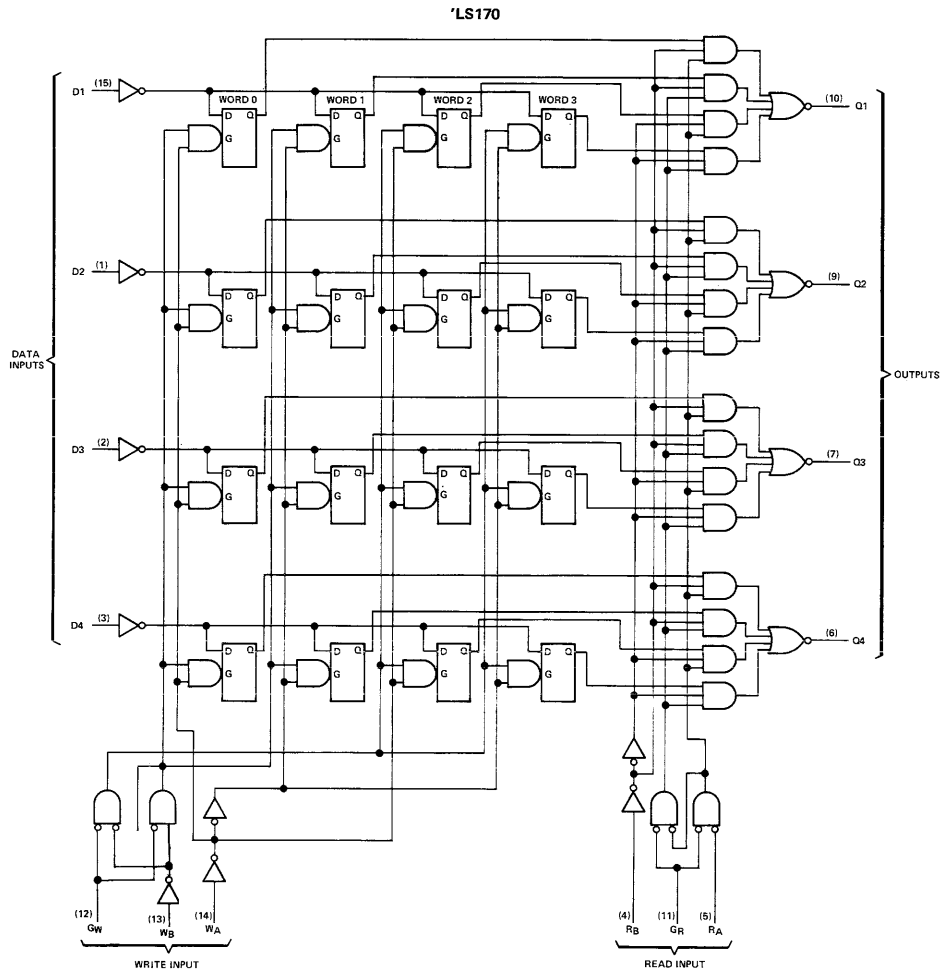 'LS170
D1 (15)
WORD 0 WORD 1 WORD 2 WORD 3
D Q D Q D Q D Q
G G G G
(10) Q1
D2 (1)
D Q D Q D Q D Q
G G G G
(9) Q2
DATA
INPUTS
OUTPUTS
D3 (2)
D Q D Q D Q D Q
G G G G
(7) Q3
D4 (3)
D Q D Q D Q D Q
G G G G
(6) Q4
(12) (13) (14) (4) (11) (5)
GW WB WA RB GR RA
WRITE INPUT
READ INPUT